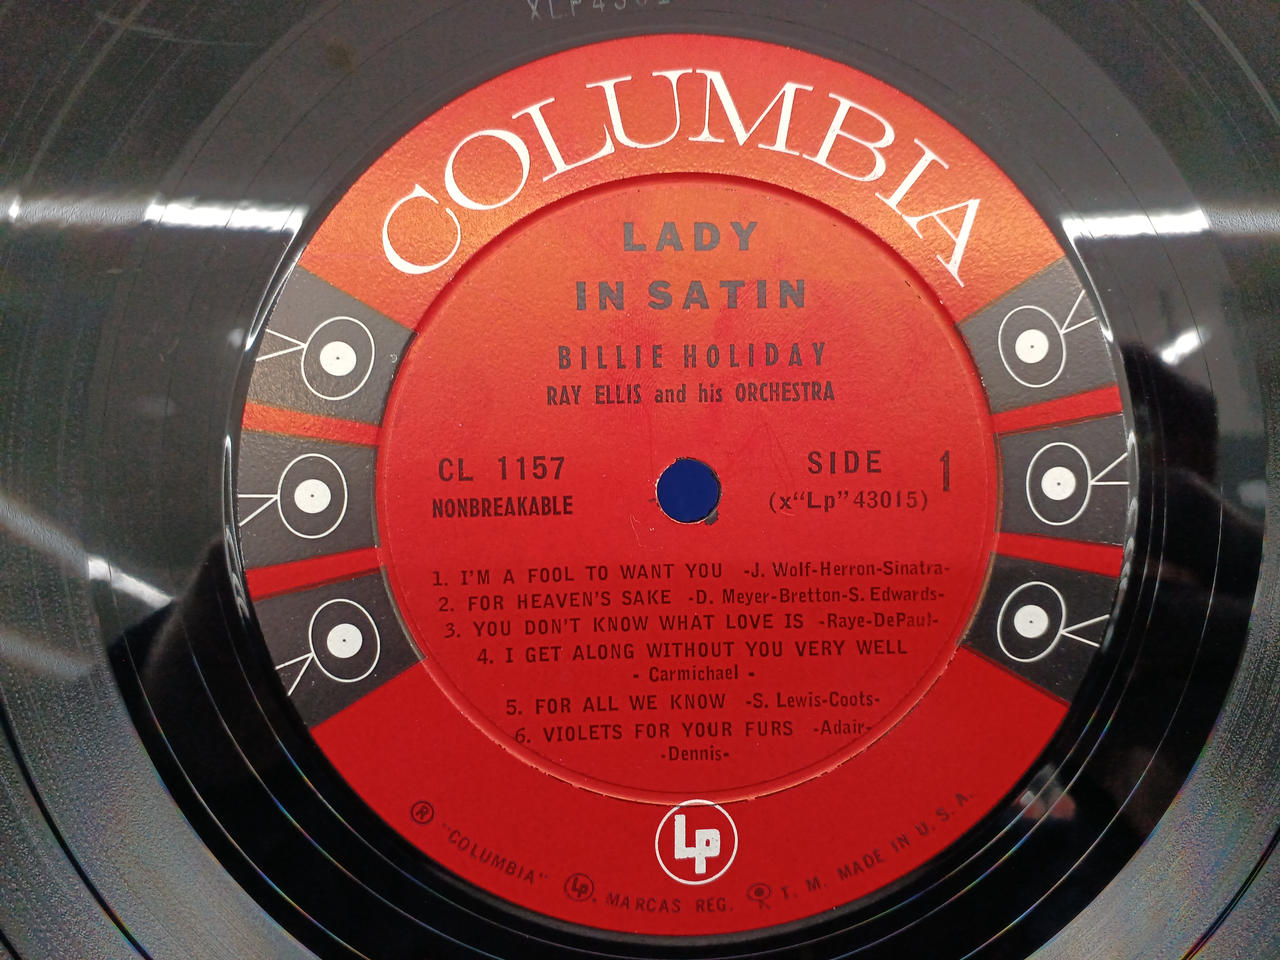 COLUMBIA
LADY
IN SATIN
BILLIE HOLIDAY
RAY ELLIS and his ORCHESTRA
CL 1157
NONBREAKABLE
SIDE 1
(x"Lp"43015)
1. I'M A FOOL TO WANT YOU -J. Wolf-Herron-Sinatra-
2. FOR HEAVEN'S SAKE -D. Meyer-Bretton-S. Edwards-
3. YOU DON'T KNOW WHAT LOVE IS -Raye-DePaul-
4. I GET ALONG WITHOUT YOU VERY WELL
- Carmichael -
5. FOR ALL WE KNOW -S. Lewis-Coots-
6. VIOLETS FOR YOUR FURS -Adair-
-Dennis-
Lp
® "COLUMBIA" Lp. MARCAS REG. T. M. MADE IN U. S. A.